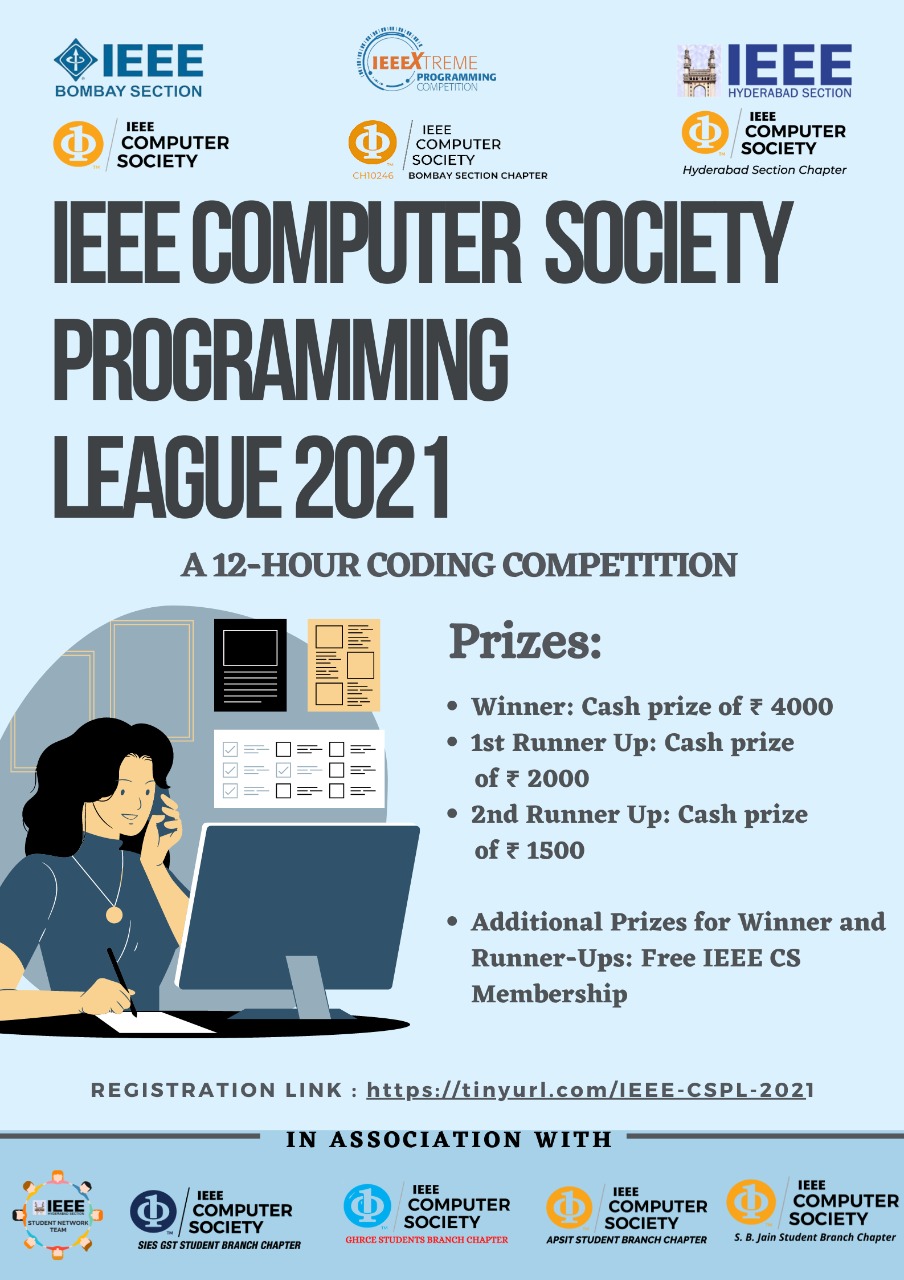 IEEE
BOMBAY SECTION
IEEEXTREME
PROGRAMMING
COMPETITION
IEEE
HYDERABAD SECTION
IEEE
COMPUTER
SOCIETY
IEEE
COMPUTER
SOCIETY
CH10246 BOMBAY SECTION CHAPTER
IEEE
COMPUTER
SOCIETY
Hyderabad Section Chapter
IEEE COMPUTER SOCIETY
PROGRAMMING
LEAGUE 2021
A 12-HOUR CODING COMPETITION
Prizes:
• Winner: Cash prize of ₹ 4000
• 1st Runner Up: Cash prize
of ₹ 2000
• 2nd Runner Up: Cash prize
of ₹ 1500
• Additional Prizes for Winner and
Runner-Ups: Free IEEE CS
Membership
REGISTRATION LINK : https://tinyurl.com/IEEE-CSPL-2021
IN ASSOCIATION WITH
IEEE
HYDERABAD SECTION
STUDENT NETWORK
TEAM
IEEE
COMPUTER
SOCIETY
SIES GST STUDENT BRANCH CHAPTER
IEEE
COMPUTER
SOCIETY
GHRCE STUDENTS BRANCH CHAPTER
IEEE
COMPUTER
SOCIETY
APSIT STUDENT BRANCH CHAPTER
IEEE
COMPUTER
SOCIETY
S. B. Jain Student Branch Chapter